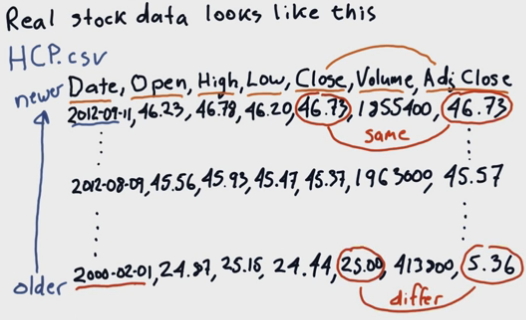 Real stock data looks like this
HCP.csv
newer Date, Open, High, Low, Close, Volume, Adj Close
2012-09-11, 46.23, 46.78, 46.20, 46.73, 1855400, 46.73
same
2012-08-09, 45.56, 45.93, 45.47, 45.57, 1963000, 45.57
older 2000-02-01, 24.87, 25.18, 24.44, 25.00, 413800, 5.36
differ